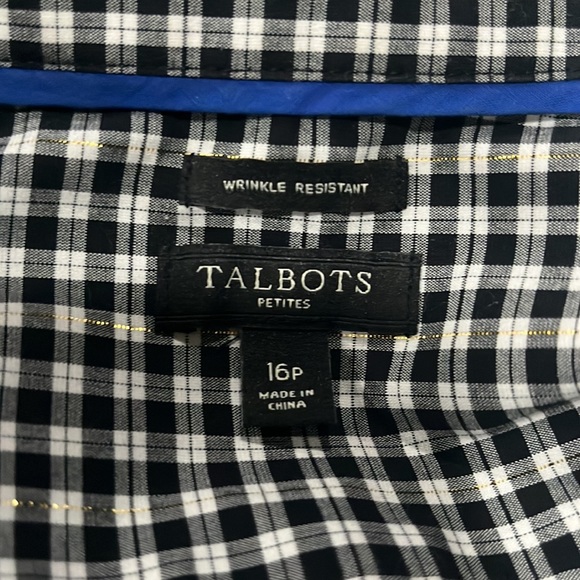 WRINKLE RESISTANT
TALBOTS
PETITES
16P
MADE IN
CHINA